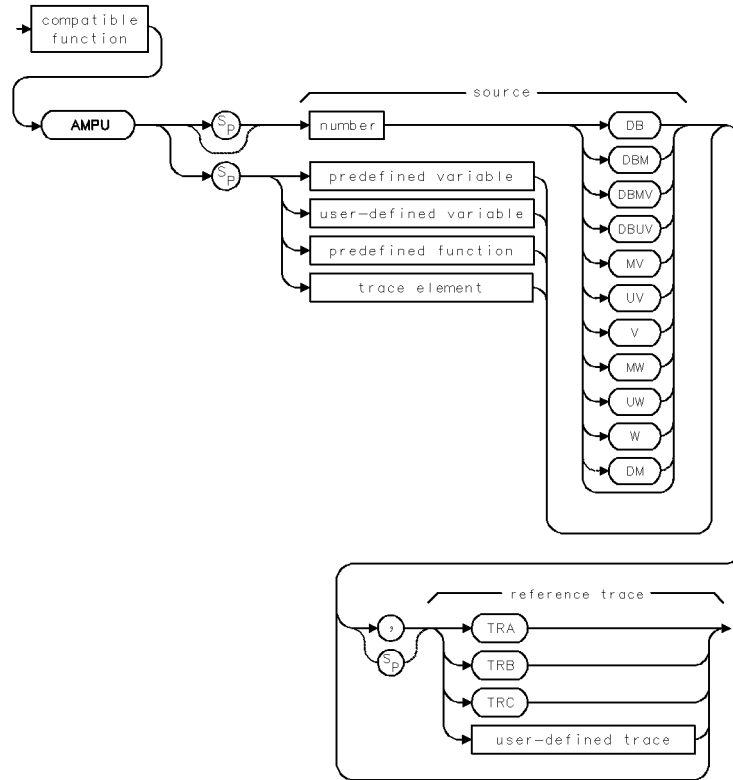 compatible
function
source
AMPU
Sp
number
DB
DBM
Sp
predefined variable
DBMV
user-defined variable
DBUV
predefined function
MV
trace element
UV
V
MW
UW
W
DM
reference trace
,
TRA
Sp
TRB
TRC
user-defined trace